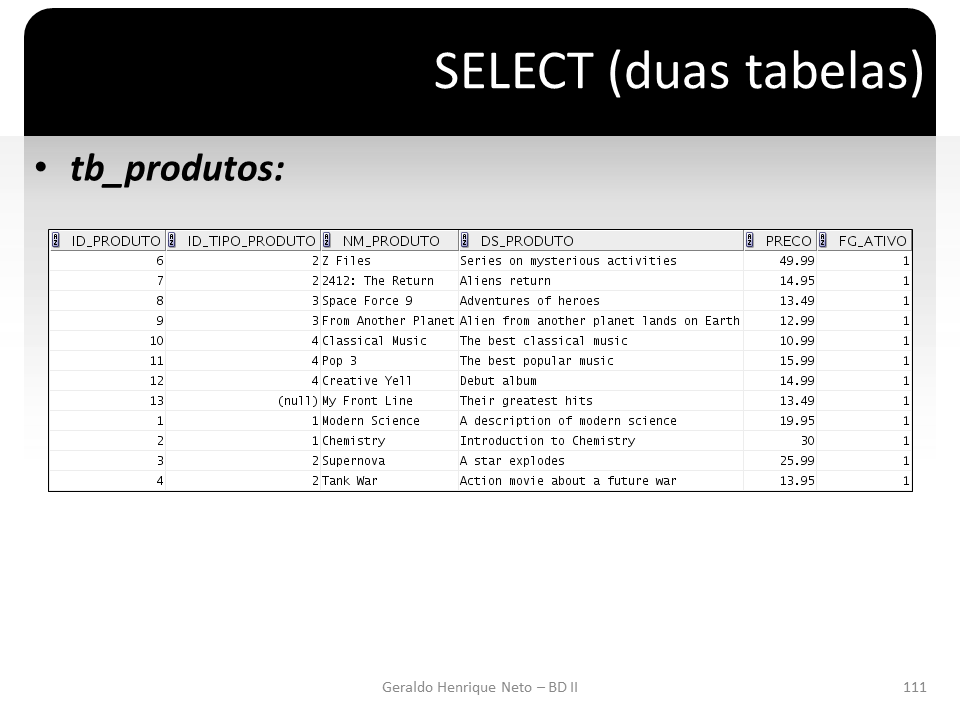 SELECT (duas tabelas)
• tb_produtos:
ID_PRODUTO ID_TIPO_PRODUTO NM_PRODUTO DS_PRODUTO PRECO FG_ATIVO
6 2 Z Files Series on mysterious activities 49.99 1
7 2 2412: The Return Aliens return 14.95 1
8 3 Space Force 9 Adventures of heroes 13.49 1
9 3 From Another Planet Alien from another planet lands on Earth 12.99 1
10 4 Classical Music The best classical music 10.99 1
11 4 Pop 3 The best popular music 15.99 1
12 4 Creative Yell Debut album 14.99 1
13 (null) My Front Line Their greatest hits 13.49 1
1 1 Modern Science A description of modern science 19.95 1
2 1 Chemistry Introduction to Chemistry 30 1
3 2 Supernova A star explodes 25.99 1
4 2 Tank War Action movie about a future war 13.95 1
Geraldo Henrique Neto – BD II
111